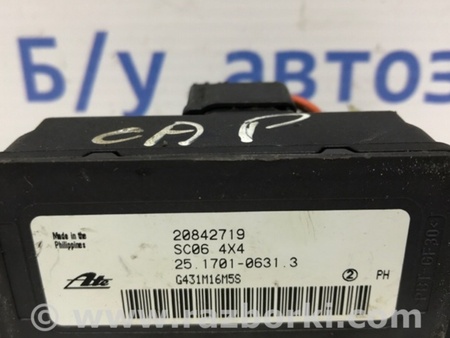 Б/у автоз
CAP
Made in the
Philippines
20842719
SC06 4X4
25.1701-0631.3
Ate
G431M16M5S
2
PH
www.razborki.com